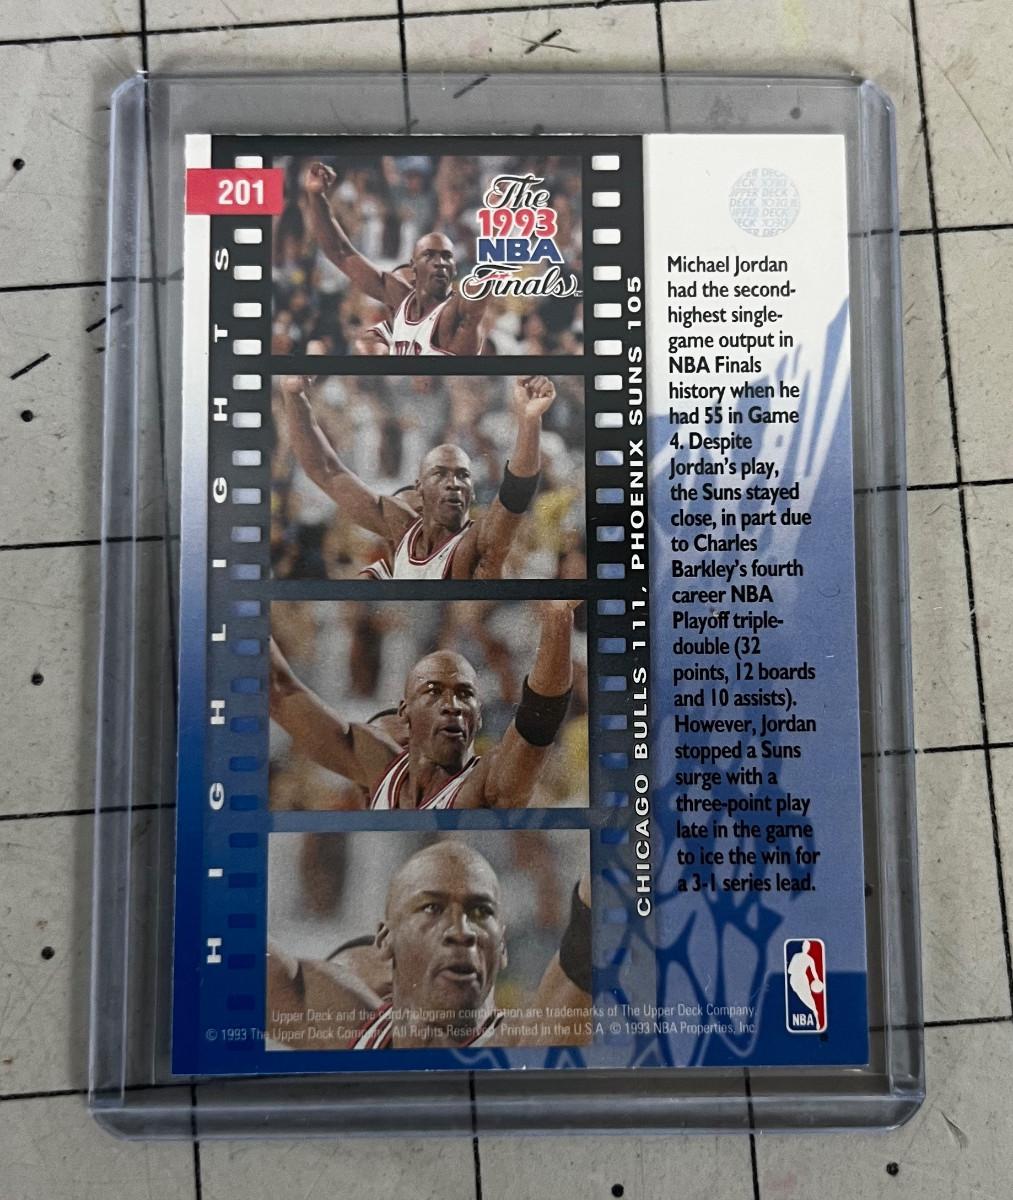 201
The
1993
NBA
Finals
HIGHLIGHTS
CHICAGO BULLS 111, PHOENIX SUNS 105
UPPER DECK
Michael Jordan
had the second-
highest single-
game output in
NBA Finals
history when he
had 55 in Game
4. Despite
Jordan's play,
the Suns stayed
close, in part due
to Charles
Barkley's fourth
career NBA
Playoff triple-
double (32
points, 12 boards
and 10 assists).
However, Jordan
stopped a Suns
surge with a
three-point play
late in the game
to ice the win for
a 3-1 series lead.
NBA
Upper Deck and the card/hologram combination are trademarks of The Upper Deck Company.
© 1993 The Upper Deck Company. All Rights Reserved. Printed in the U.S.A. © 1993 NBA Properties, Inc.